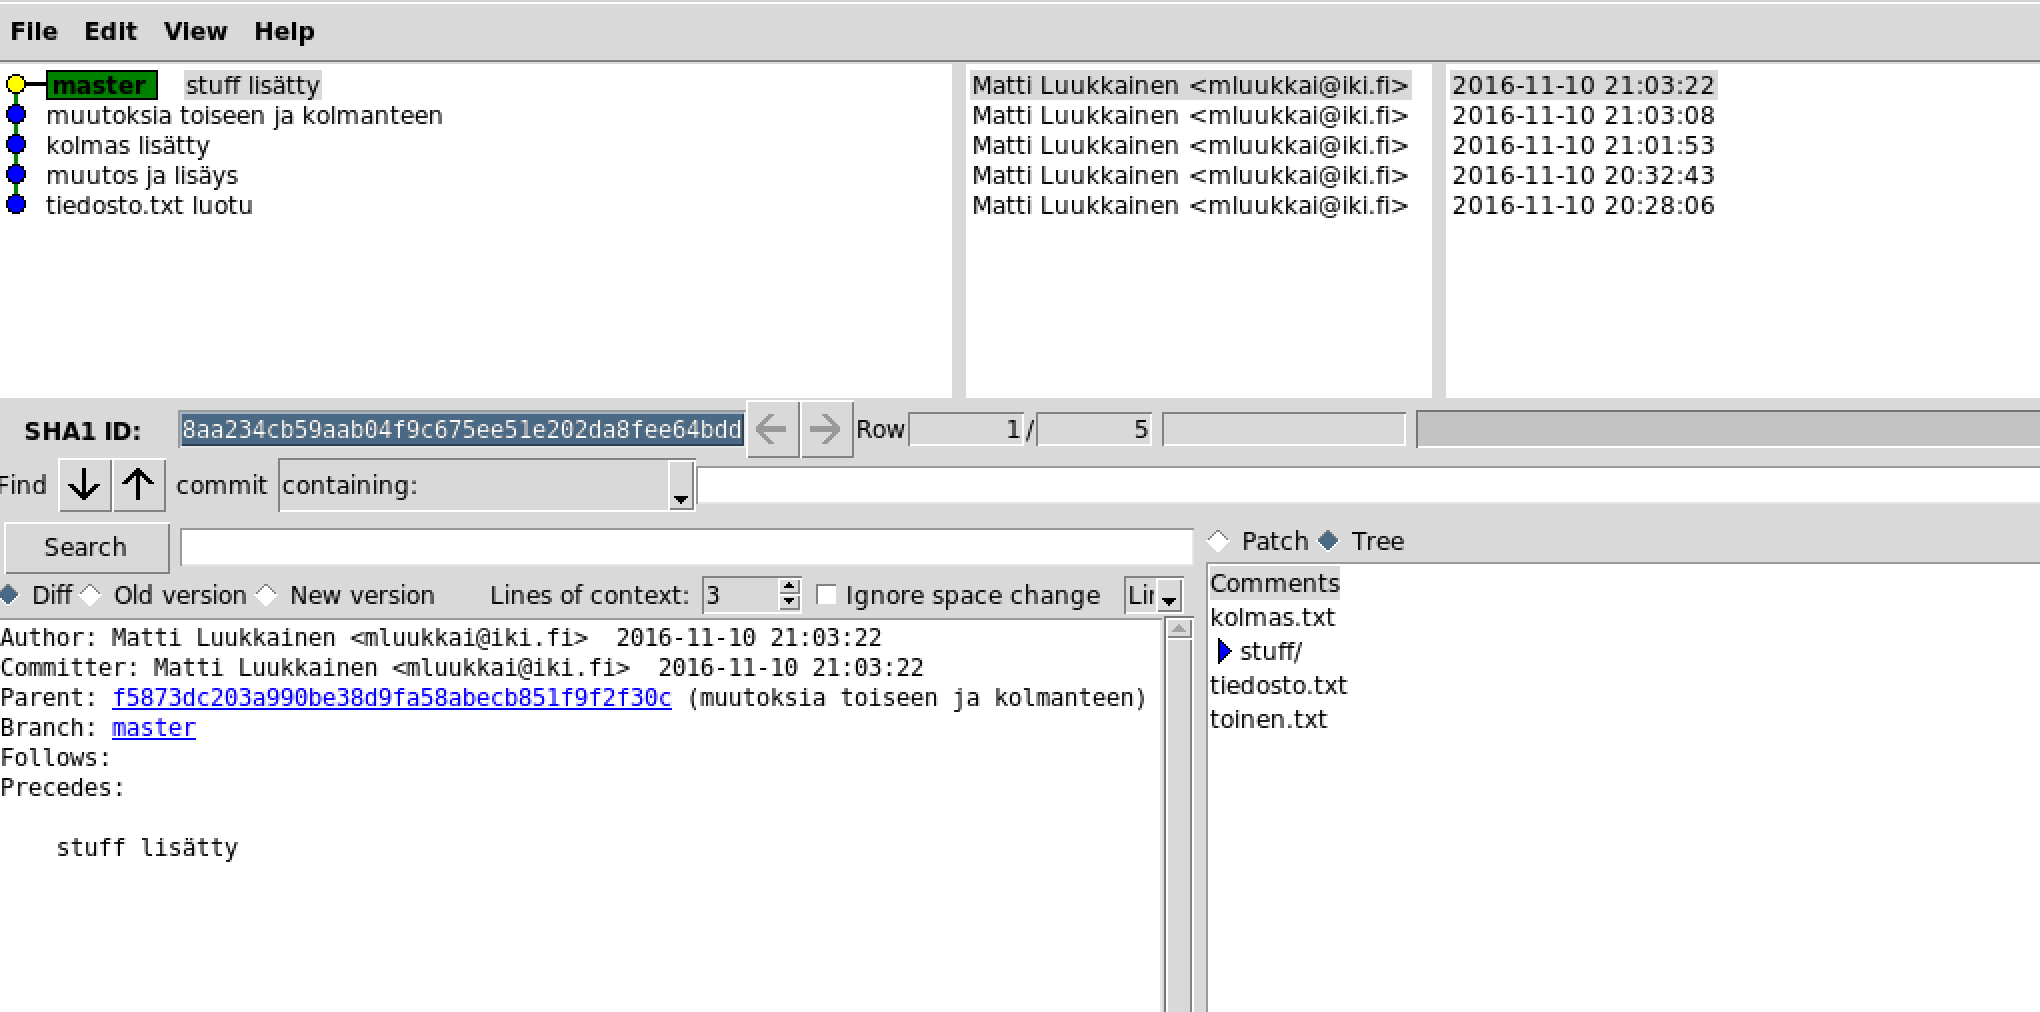 File Edit View Help
master stuff lisätty Matti Luukkainen <mluukkai@iki.fi> 2016-11-10 21:03:22
muutoksia toiseen ja kolmanteen Matti Luukkainen <mluukkai@iki.fi> 2016-11-10 21:03:08
kolmas lisätty Matti Luukkainen <mluukkai@iki.fi> 2016-11-10 21:01:53
muutos ja lisäys Matti Luukkainen <mluukkai@iki.fi> 2016-11-10 20:32:43
tiedosto.txt luotu Matti Luukkainen <mluukkai@iki.fi> 2016-11-10 20:28:06
SHA1 ID: 8aa234cb59aab04f9c675ee51e202da8fee64bdd Row 1 / 5
Find commit containing:
Search
Diff Old version New version Lines of context: 3 Ignore space change Lin
Author: Matti Luukkainen <mluukkai@iki.fi> 2016-11-10 21:03:22
Committer: Matti Luukkainen <mluukkai@iki.fi> 2016-11-10 21:03:22
Parent: f5873dc203a990be38d9fa58abecb851f9f2f30c (muutoksia toiseen ja kolmanteen)
Branch: master
Follows:
Precedes:
stuff lisätty
Patch Tree
Comments
kolmas.txt
stuff/
tiedosto.txt
toinen.txt